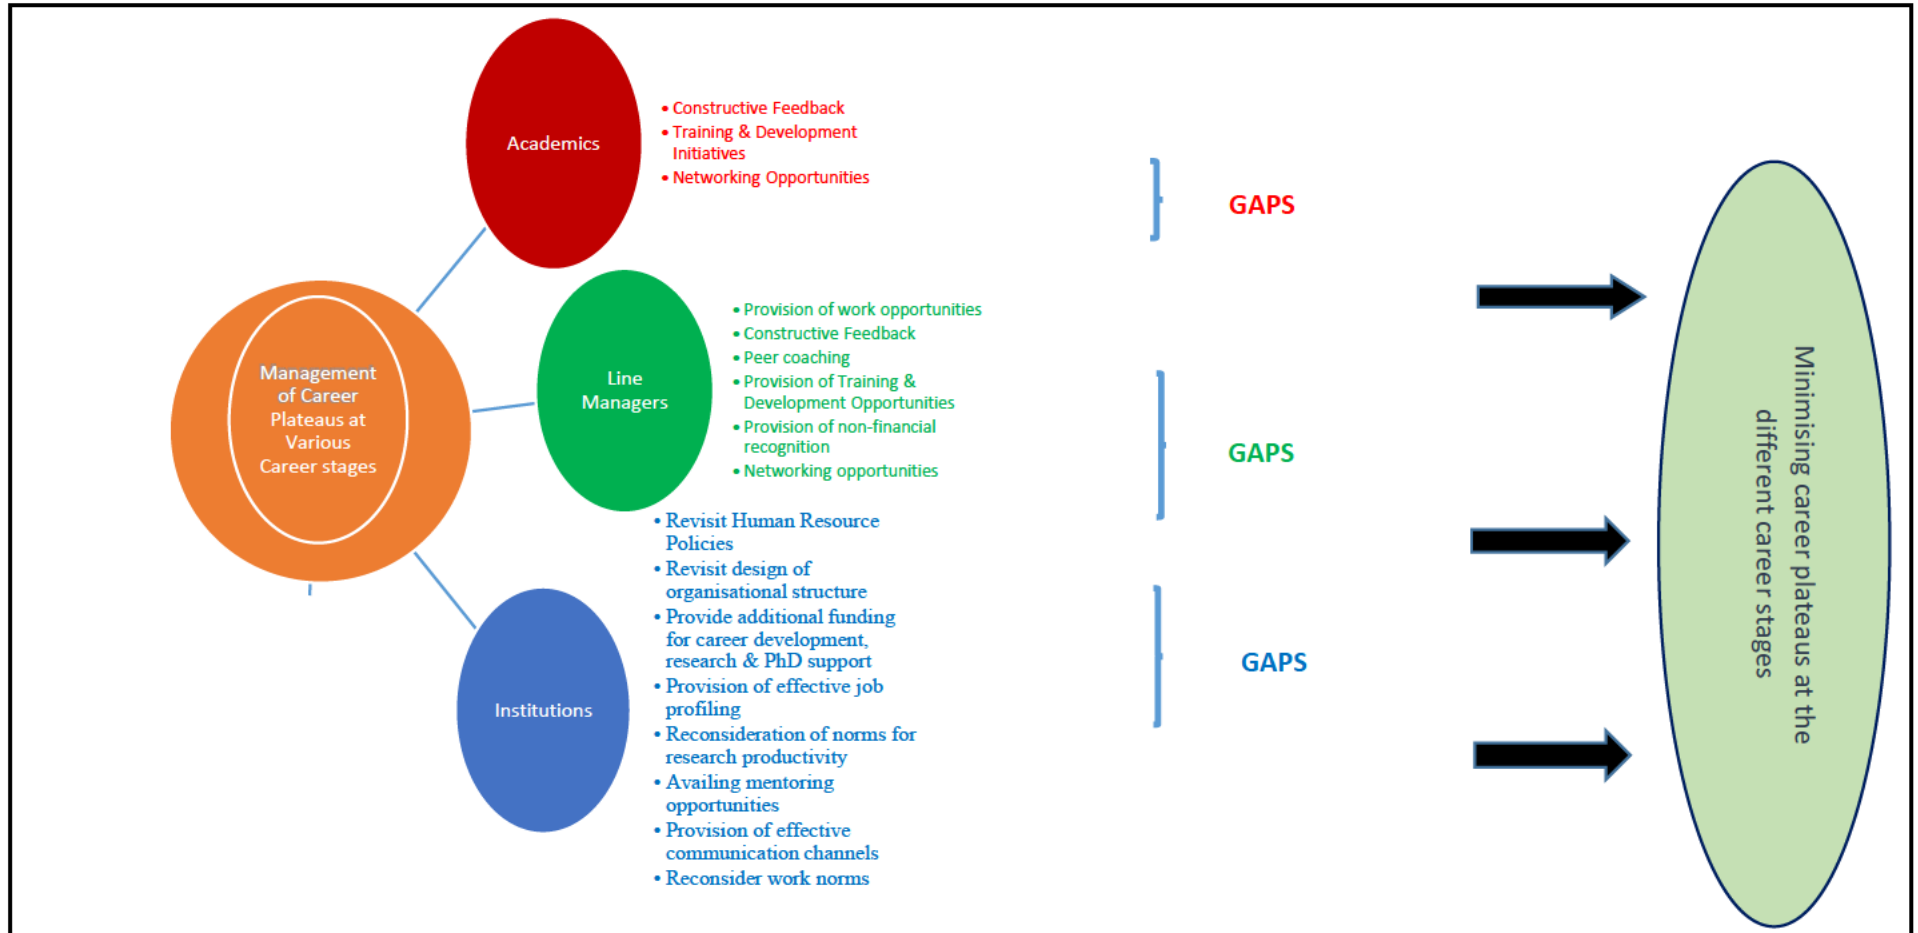 Management
of Career
Plateaus at
Various
Career stages
Academics
• Constructive Feedback
• Training & Development
Initiatives
• Networking Opportunities
GAPS
Line
Managers
• Provision of work opportunities
• Constructive Feedback
• Peer coaching
• Provision of Training &
Development Opportunities
• Provision of non-financial
recognition
• Networking opportunities
GAPS
Institutions
• Revisit Human Resource
Policies
• Revisit design of
organisational structure
• Provide additional funding
for career development,
research & PhD support
• Provision of effective job
profiling
• Reconsideration of norms for
research productivity
• Availing mentoring
opportunities
• Provision of effective
communication channels
• Reconsider work norms
GAPS
Minimising career plateaus at the
different career stages